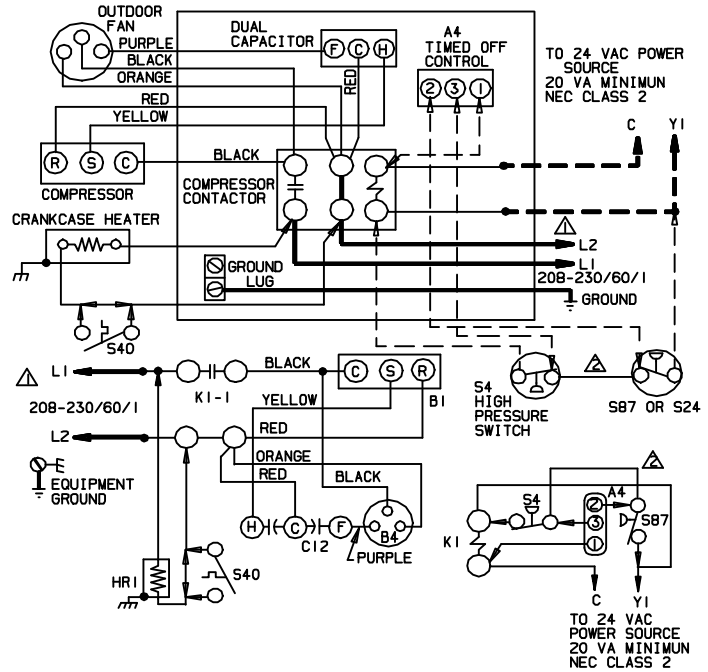 OUTDOOR
FAN
PURPLE
BLACK
ORANGE
RED
YELLOW
DUAL
CAPACITOR
F C H
RED
A4
TIMED OFF
CONTROL
2 3 1
TO 24 VAC POWER
SOURCE
20 VA MINIMUN
NEC CLASS 2
C
Y1
R S C
COMPRESSOR
BLACK
COMPRESSOR
CONTACTOR
CRANKCASE HEATER
1
L2
L1
208-230/60/1
GROUND
LUG
GROUND
S40
1
L1
208-230/60/1
L2
K1-1
BLACK
C S R
B1
YELLOW
RED
ORANGE
RED
BLACK
EQUIPMENT
GROUND
H C F
C12
B4
PURPLE
HR1
S40
S4
HIGH
PRESSURE
SWITCH
2
S87 OR S24
2
S4
A4
2
3
1
S87
K1
C
Y1
TO 24 VAC
POWER SOURCE
20 VA MINIMUN
NEC CLASS 2